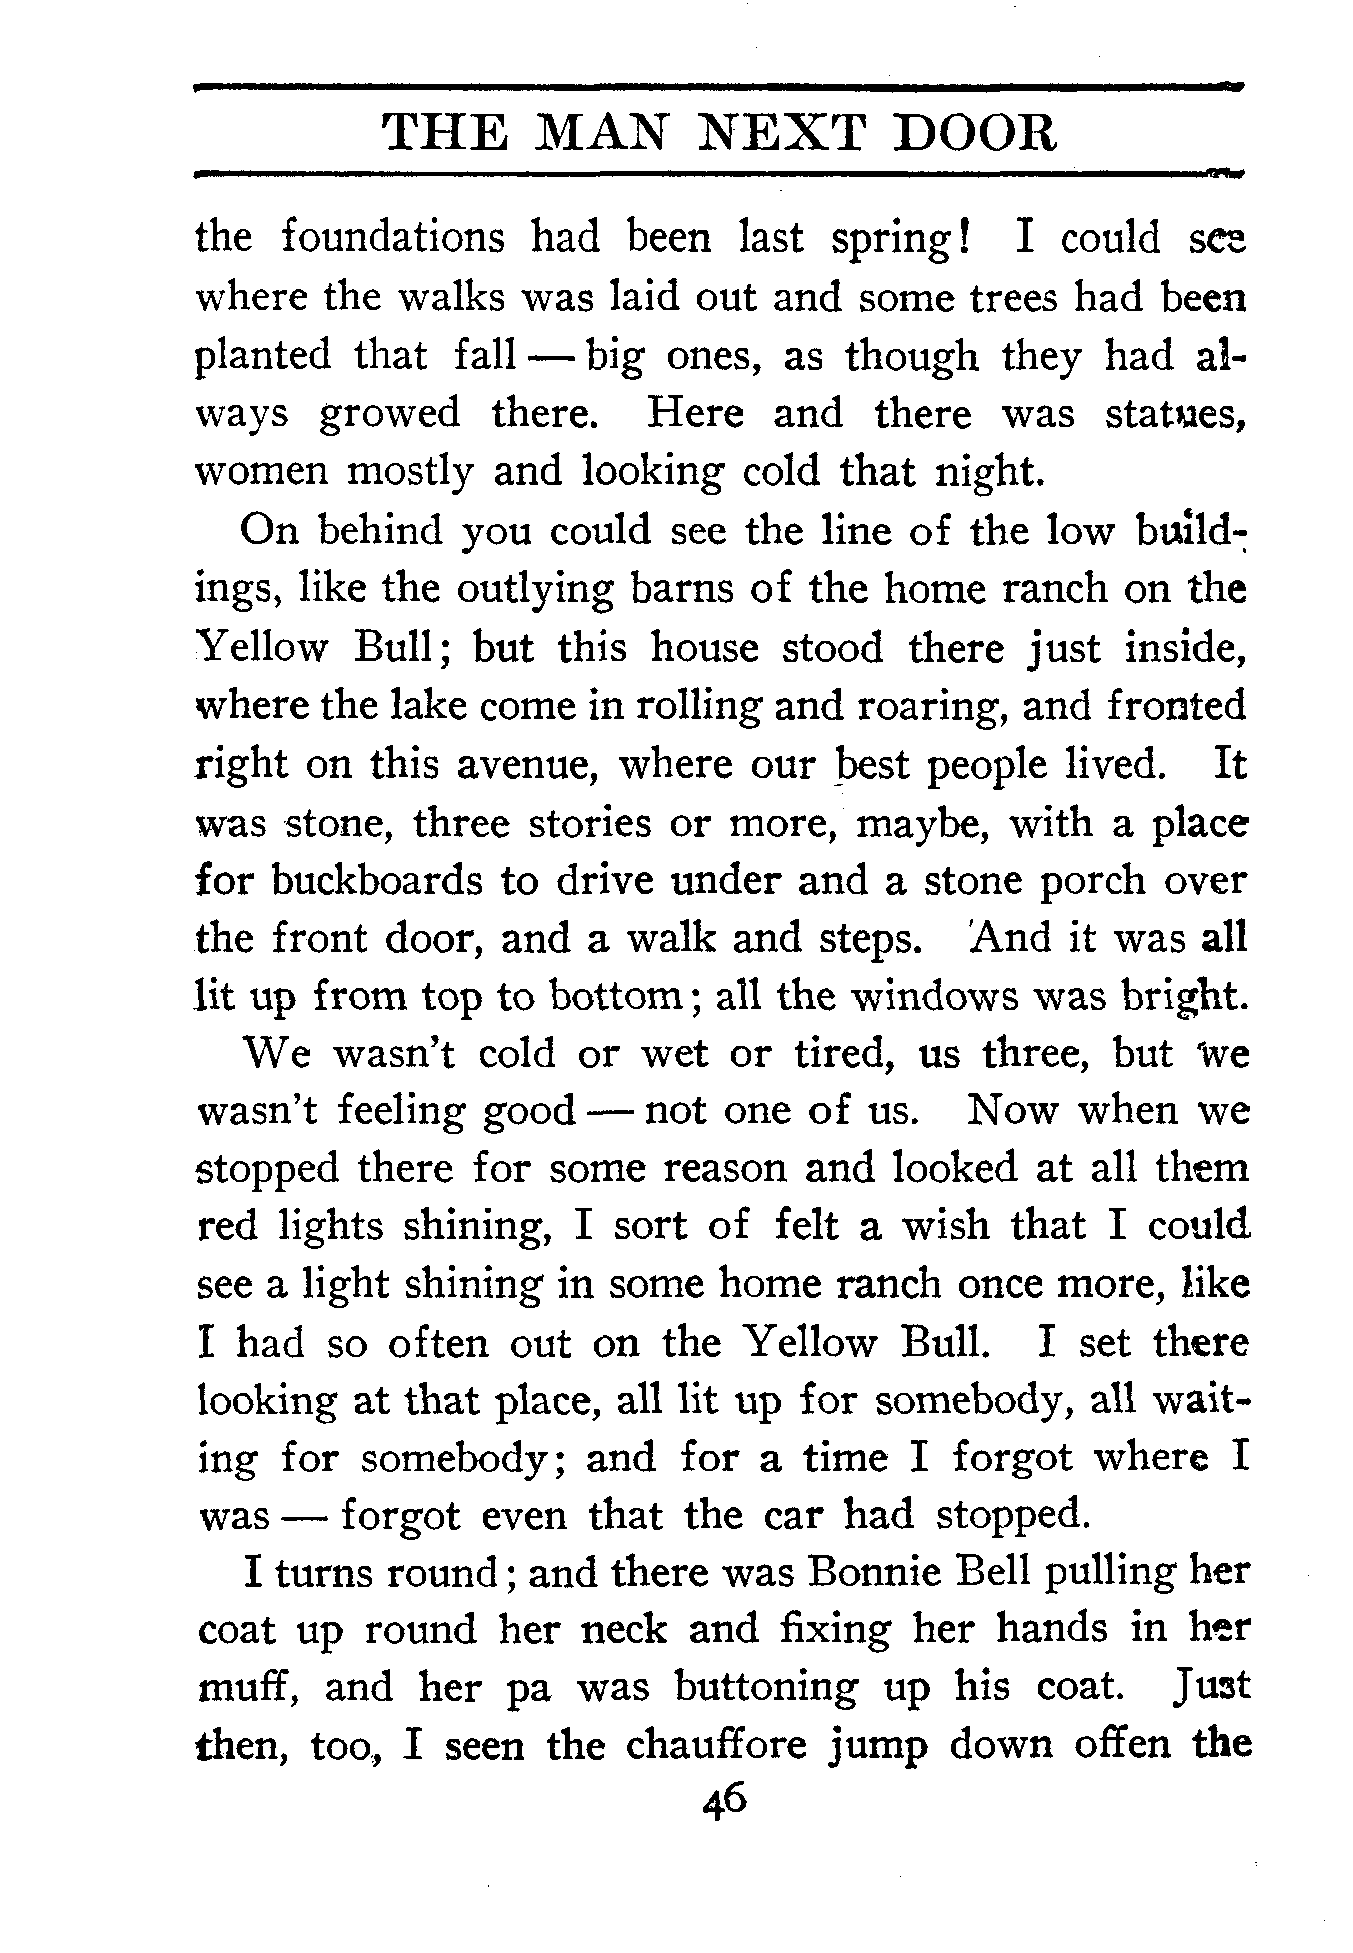 THE MAN NEXT DOOR
the foundations had been last spring! I could see
where the walks was laid out and some trees had been
planted that fall — big ones, as though they had al-
ways growed there. Here and there was statues,
women mostly and looking cold that night.
On behind you could see the line of the low build-
ings, like the outlying barns of the home ranch on the
Yellow Bull; but this house stood there just inside,
where the lake come in rolling and roaring, and fronted
right on this avenue, where our best people lived. It
was stone, three stories or more, maybe, with a place
for buckboards to drive under and a stone porch over
the front door, and a walk and steps. And it was all
lit up from top to bottom; all the windows was bright.
We wasn't cold or wet or tired, us three, but we
wasn't feeling good — not one of us. Now when we
stopped there for some reason and looked at all them
red lights shining, I sort of felt a wish that I could
see a light shining in some home ranch once more, like
I had so often out on the Yellow Bull. I set there
looking at that place, all lit up for somebody, all wait-
ing for somebody; and for a time I forgot where I
was — forgot even that the car had stopped.
I turns round; and there was Bonnie Bell pulling her
coat up round her neck and fixing her hands in her
muff, and her pa was buttoning up his coat. Just
then, too, I seen the chauffore jump down offen the
46